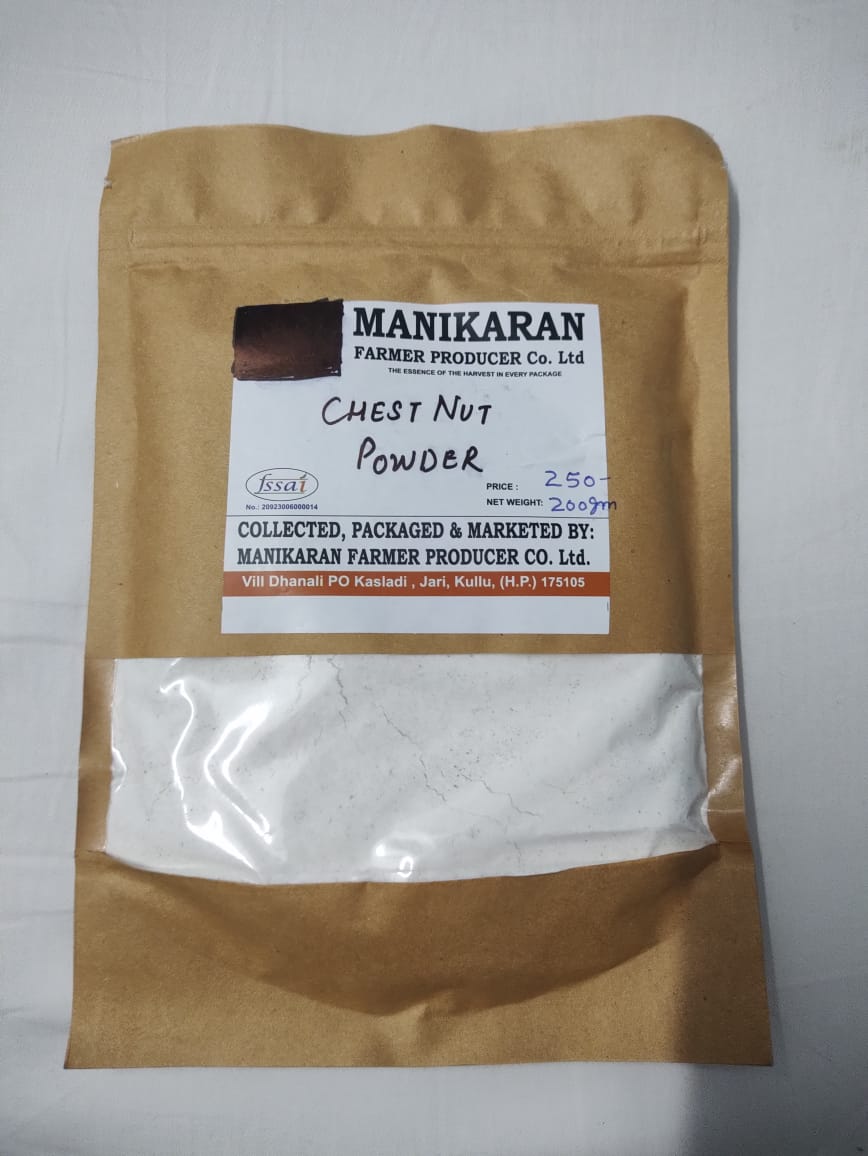 MANIKARAN
FARMER PRODUCER Co. Ltd
THE ESSENCE OF THE HARVEST IN EVERY PACKAGE
CHEST NUT
POWDER
fssai
No.: 20923006000014
PRICE : 250-
NET WEIGHT: 200gm
COLLECTED, PACKAGED & MARKETED BY:
MANIKARAN FARMER PRODUCER CO. Ltd.
Vill Dhanali PO Kasladi , Jari, Kullu, (H.P.) 175105